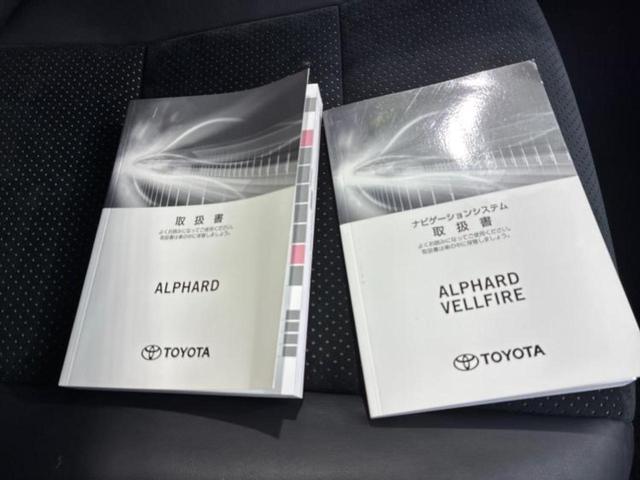 取扱書
よくお読みになってご使用ください。
取扱書は車の中に保管しましょう。
ALPHARD
TOYOTA
ナビゲーションシステム
取扱書
よくお読みになってご使用ください。
取扱書は車の中に保管しましょう。
ALPHARD
VELLFIRE
TOYOTA